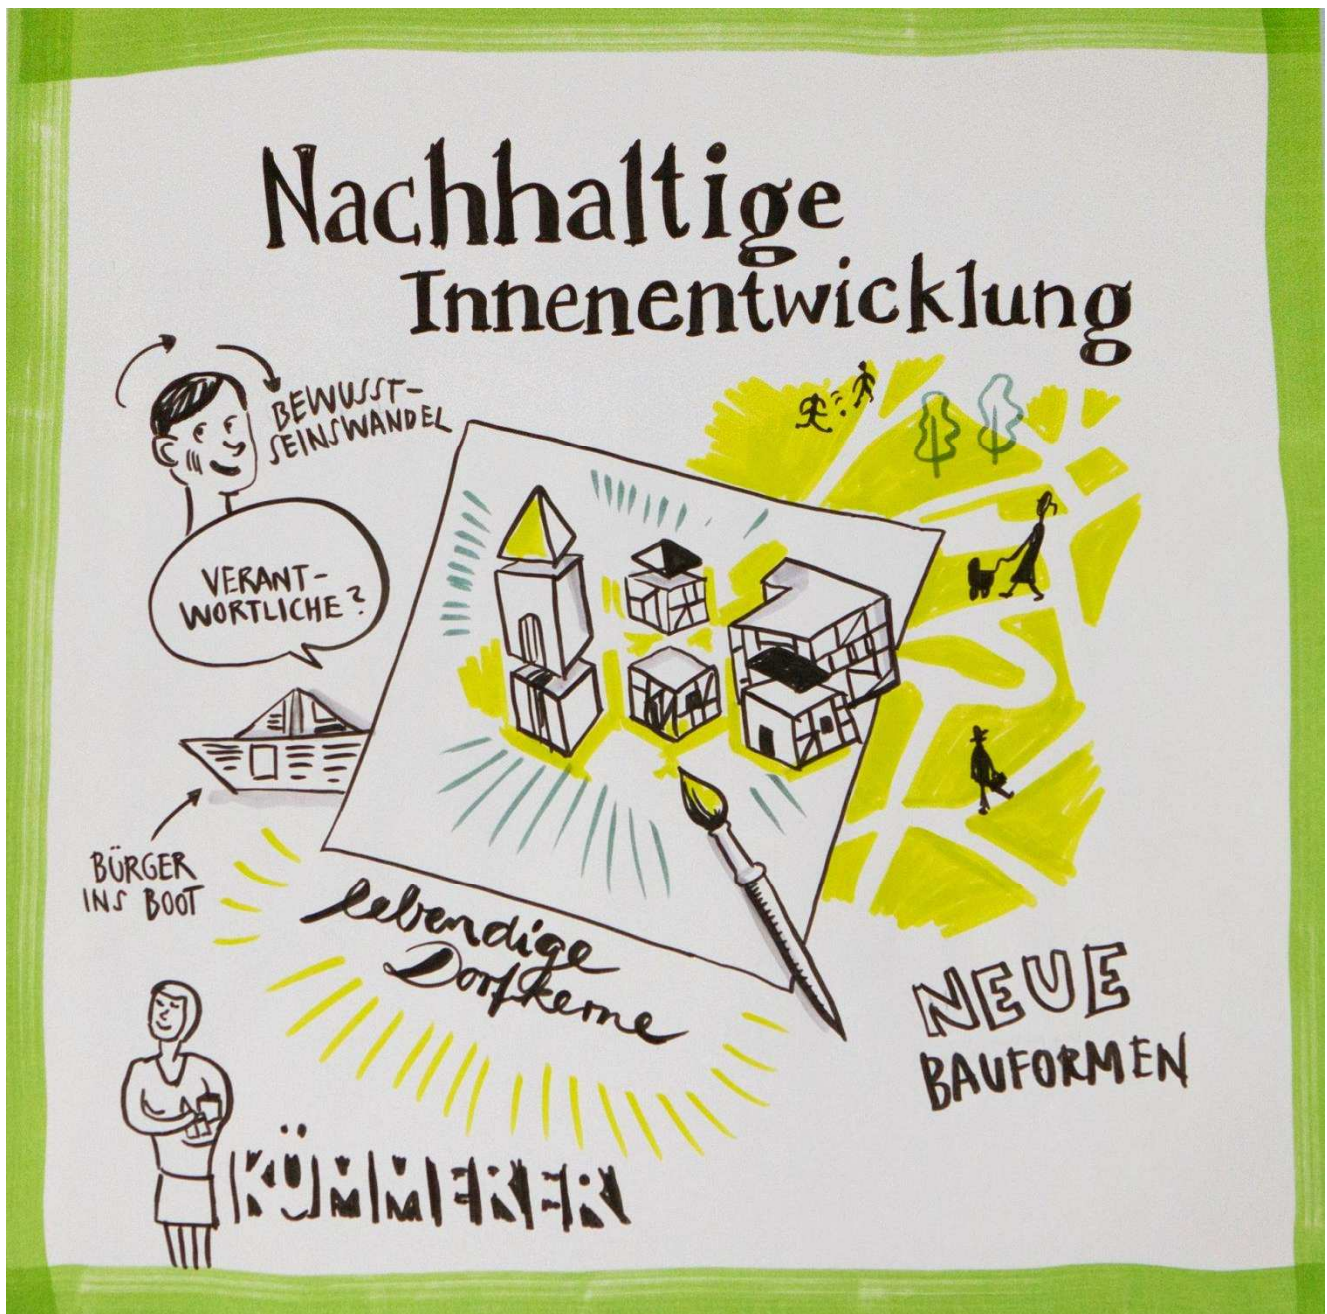 Nachhaltige
Innenentwicklung
BEWUSST-
SEINSWANDEL
VERANT-
WORTLICHE?
BÜRGER
INS BOOT
lebendige
Dorfkerne
NEUE
BAUFORMEN
KÜMMERER